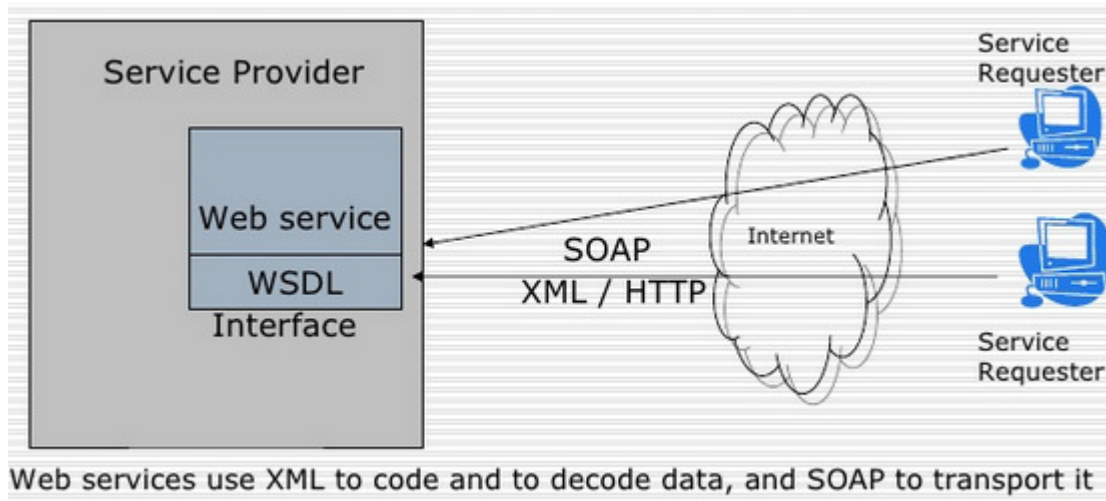 Service Provider
Web service
WSDL
Interface
SOAP
XML / HTTP
Internet
Service
Requester
Service
Requester
Web services use XML to code and to decode data, and SOAP to transport it